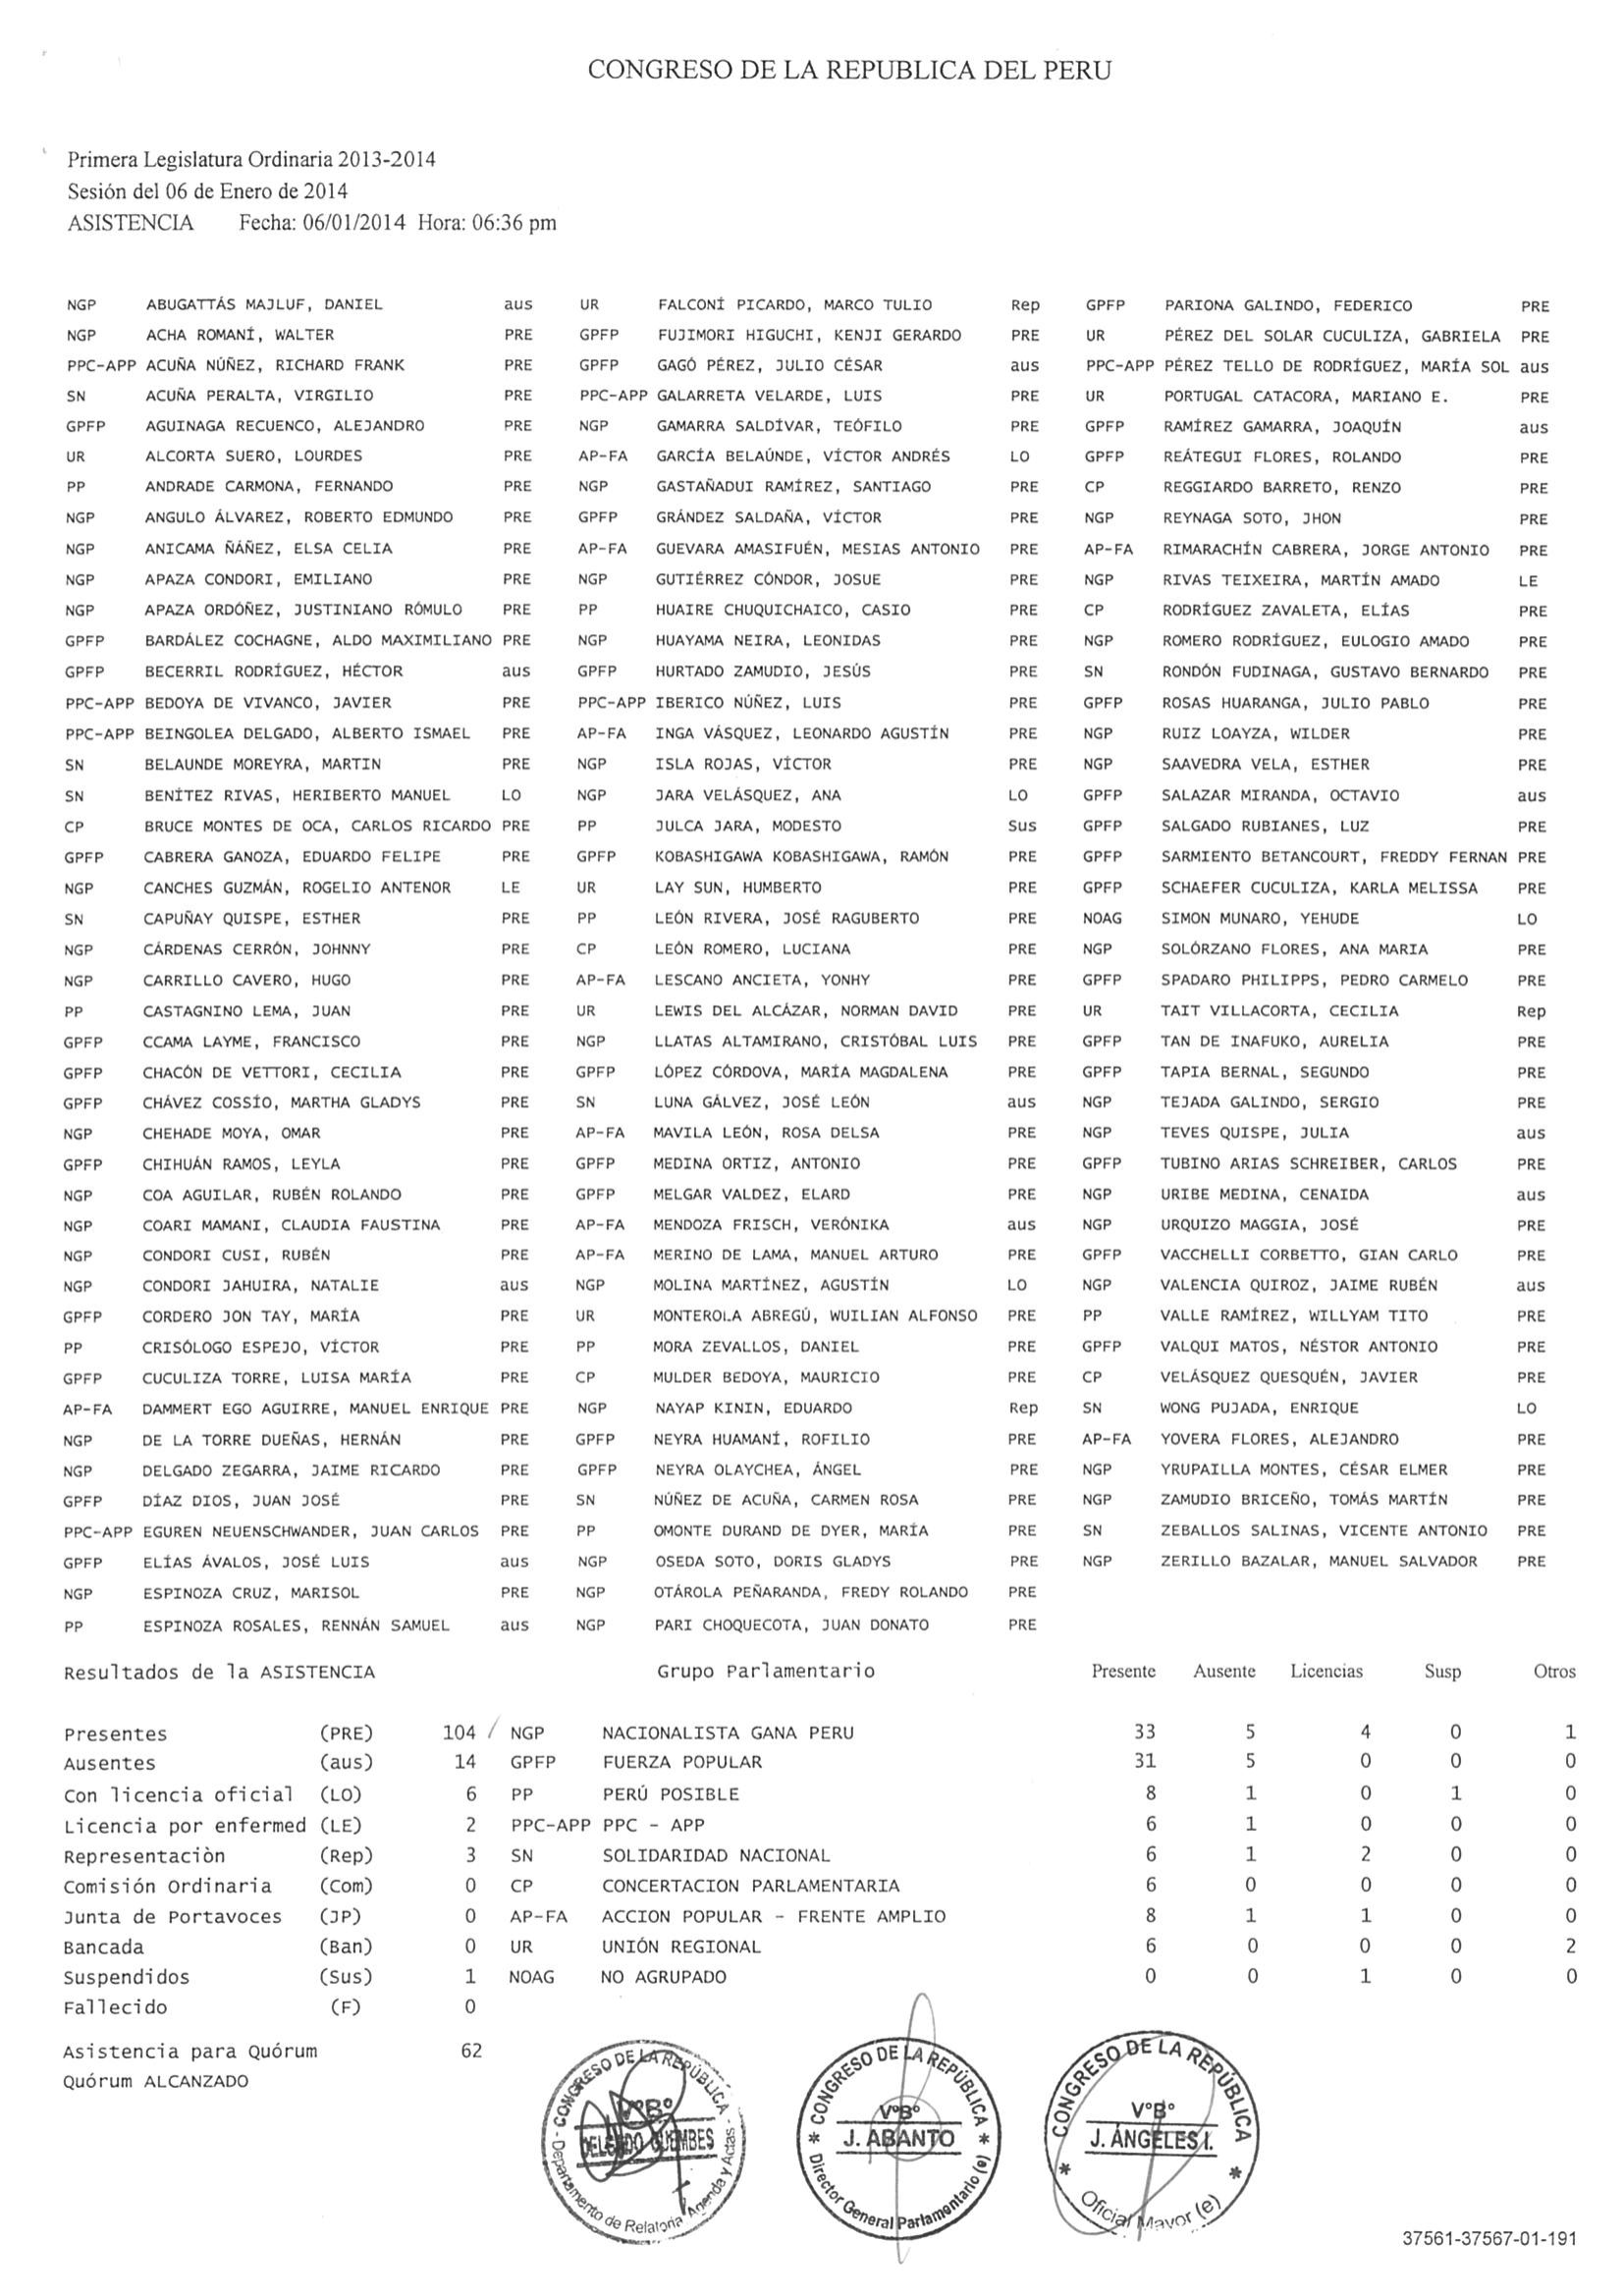 CONGRESO DE LA REPUBLICA DEL PERU
Primera Legislatura Ordinaria 2013-2014
Sesión del 06 de Enero de 2014
ASISTENCIA Fecha: 06/01/2014 Hora: 06:36 pm
NGP ABUGATTÁS MAJLUF, DANIEL aus UR FALCONÍ PICARDO, MARCO TULIO Rep GPFP PARIONA GALINDO, FEDERICO PRE
NGP ACHA ROMANÍ, WALTER PRE GPFP FUJIMORI HIGUCHI, KENJI GERARDO PRE UR PÉREZ DEL SOLAR CUCULIZA, GABRIELA PRE
PPC-APP ACUÑA NÚÑEZ, RICHARD FRANK PRE GPFP GAGÓ PÉREZ, JULIO CÉSAR aus PPC-APP PÉREZ TELLO DE RODRÍGUEZ, MARÍA SOL aus
SN ACUÑA PERALTA, VIRGILIO PRE PPC-APP GALARRETA VELARDE, LUIS PRE UR PORTUGAL CATACORA, MARIANO E. PRE
GPFP AGUINAGA RECUENCO, ALEJANDRO PRE NGP GAMARRA SALDÍVAR, TEÓFILO PRE GPFP RAMÍREZ GAMARRA, JOAQUÍN aus
UR ALCORTA SUERO, LOURDES PRE AP-FA GARCÍA BELAÚNDE, VÍCTOR ANDRÉS LO GPFP REÁTEGUI FLORES, ROLANDO PRE
PP ANDRADE CARMONA, FERNANDO PRE NGP GASTAÑADUI RAMÍREZ, SANTIAGO PRE CP REGGIARDO BARRETO, RENZO PRE
NGP ANGULO ÁLVAREZ, ROBERTO EDMUNDO PRE GPFP GRÁNDEZ SALDAÑA, VÍCTOR PRE NGP REYNAGA SOTO, JHON PRE
NGP ANICAMA ÑÁÑEZ, ELSA CELIA PRE AP-FA GUEVARA AMASIFUÉN, MESIAS ANTONIO PRE AP-FA RIMARACHÍN CABRERA, JORGE ANTONIO PRE
NGP APAZA CONDORI, EMILIANO PRE NGP GUTIÉRREZ CÓNDOR, JOSUE PRE NGP RIVAS TEIXEIRA, MARTÍN AMADO LE
NGP APAZA ORDÓÑEZ, JUSTINIANO RÓMULO PRE PP HUAIRE CHUQUICHAICO, CASIO PRE CP RODRÍGUEZ ZAVALETA, ELÍAS PRE
GPFP BARDÁLEZ COCHAGNE, ALDO MAXIMILIANO PRE NGP HUAYAMA NEIRA, LEONIDAS PRE NGP ROMERO RODRÍGUEZ, EULOGIO AMADO PRE
GPFP BECERRIL RODRÍGUEZ, HÉCTOR aus GPFP HURTADO ZAMUDIO, JESÚS PRE SN RONDÓN FUDINAGA, GUSTAVO BERNARDO PRE
PPC-APP BEDOYA DE VIVANCO, JAVIER PRE PPC-APP IBERICO NÚÑEZ, LUIS PRE GPFP ROSAS HUARANGA, JULIO PABLO PRE
PPC-APP BEINGOLEA DELGADO, ALBERTO ISMAEL PRE AP-FA INGA VÁSQUEZ, LEONARDO AGUSTÍN PRE NGP RUIZ LOAYZA, WILDER PRE
SN BELAUNDE MOREYRA, MARTIN PRE NGP ISLA ROJAS, VÍCTOR PRE NGP SAAVEDRA VELA, ESTHER PRE
SN BENÍTEZ RIVAS, HERIBERTO MANUEL LO NGP JARA VELÁSQUEZ, ANA LO GPFP SALAZAR MIRANDA, OCTAVIO aus
CP BRUCE MONTES DE OCA, CARLOS RICARDO PRE PP JULCA JARA, MODESTO Sus GPFP SALGADO RUBIANES, LUZ PRE
GPFP CABRERA GANOZA, EDUARDO FELIPE PRE GPFP KOBASHIGAWA KOBASHIGAWA, RAMÓN PRE GPFP SARMIENTO BETANCOURT, FREDDY FERNAN PRE
NGP CANCHES GUZMÁN, ROGELIO ANTENOR LE UR LAY SUN, HUMBERTO PRE GPFP SCHAEFER CUCULIZA, KARLA MELISSA PRE
SN CAPUÑAY QUISPE, ESTHER PRE PP LEÓN RIVERA, JOSÉ RAGUBERTO PRE NOAG SIMON MUNARO, YEHUDE LO
NGP CÁRDENAS CERRÓN, JOHNNY PRE CP LEÓN ROMERO, LUCIANA PRE NGP SOLÓRZANO FLORES, ANA MARIA PRE
NGP CARRILLO CAVERO, HUGO PRE AP-FA LESCANO ANCIETA, YONHY PRE GPFP SPADARO PHILIPPS, PEDRO CARMELO PRE
PP CASTAGNINO LEMA, JUAN PRE UR LEWIS DEL ALCÁZAR, NORMAN DAVID PRE UR TAIT VILLACORTA, CECILIA Rep
GPFP CCAMA LAYME, FRANCISCO PRE NGP LLATAS ALTAMIRANO, CRISTÓBAL LUIS PRE GPFP TAN DE INAFUKO, AURELIA PRE
GPFP CHACÓN DE VETTORI, CECILIA PRE GPFP LÓPEZ CÓRDOVA, MARÍA MAGDALENA PRE GPFP TAPIA BERNAL, SEGUNDO PRE
GPFP CHÁVEZ COSSÍO, MARTHA GLADYS PRE SN LUNA GÁLVEZ, JOSÉ LEÓN aus NGP TEJADA GALINDO, SERGIO PRE
NGP CHEHADE MOYA, OMAR PRE AP-FA MAVILA LEÓN, ROSA DELSA PRE NGP TEVES QUISPE, JULIA aus
GPFP CHIHUÁN RAMOS, LEYLA PRE GPFP MEDINA ORTIZ, ANTONIO PRE GPFP TUBINO ARIAS SCHREIBER, CARLOS PRE
NGP COA AGUILAR, RUBÉN ROLANDO PRE GPFP MELGAR VALDEZ, ELARD PRE NGP URIBE MEDINA, CENAIDA aus
NGP COARI MAMANI, CLAUDIA FAUSTINA PRE AP-FA MENDOZA FRISCH, VERÓNIKA aus NGP URQUIZO MAGGIA, JOSÉ PRE
NGP CONDORI CUSI, RUBÉN PRE AP-FA MERINO DE LAMA, MANUEL ARTURO PRE GPFP VACCHELLI CORBETTO, GIAN CARLO PRE
NGP CONDORI JAHUIRA, NATALIE aus NGP MOLINA MARTÍNEZ, AGUSTÍN LO NGP VALENCIA QUIROZ, JAIME RUBÉN aus
GPFP CORDERO JON TAY, MARÍA PRE UR MONTEROLA ABREGÚ, WUILIAN ALFONSO PRE PP VALLE RAMÍREZ, WILLYAM TITO PRE
PP CRISÓLOGO ESPEJO, VÍCTOR PRE PP MORA ZEVALLOS, DANIEL PRE GPFP VALQUI MATOS, NÉSTOR ANTONIO PRE
GPFP CUCULIZA TORRE, LUISA MARÍA PRE CP MULDER BEDOYA, MAURICIO PRE CP VELÁSQUEZ QUESQUÉN, JAVIER PRE
AP-FA DAMMERT EGO AGUIRRE, MANUEL ENRIQUE PRE NGP NAYAP KININ, EDUARDO Rep SN WONG PUJADA, ENRIQUE LO
NGP DE LA TORRE DUEÑAS, HERNÁN PRE GPFP NEYRA HUAMANÍ, ROFILIO PRE AP-FA YOVERA FLORES, ALEJANDRO PRE
NGP DELGADO ZEGARRA, JAIME RICARDO PRE GPFP NEYRA OLAYCHEA, ÁNGEL PRE NGP YRUPAILLA MONTES, CÉSAR ELMER PRE
GPFP DÍAZ DIOS, JUAN JOSÉ PRE SN NÚÑEZ DE ACUÑA, CARMEN ROSA PRE NGP ZAMUDIO BRICEÑO, TOMÁS MARTÍN PRE
PPC-APP EGUREN NEUENSCHWANDER, JUAN CARLOS PRE PP OMONTE DURAND DE DYER, MARÍA PRE SN ZEBALLOS SALINAS, VICENTE ANTONIO PRE
GPFP ELÍAS ÁVALOS, JOSÉ LUIS aus NGP OSEDA SOTO, DORIS GLADYS PRE NGP ZERILLO BAZALAR, MANUEL SALVADOR PRE
NGP ESPINOZA CRUZ, MARISOL PRE NGP OTÁROLA PEÑARANDA, FREDY ROLANDO PRE
PP ESPINOZA ROSALES, RENNÁN SAMUEL aus NGP PARI CHOQUECOTA, JUAN DONATO PRE
Resultados de la ASISTENCIA Grupo Parlamentario Presente Ausente Licencias Susp Otros
Presentes (PRE) 104 NGP NACIONALISTA GANA PERU 33 5 4 0 1
Ausentes (aus) 14 GPFP FUERZA POPULAR 31 5 0 0 0
Con licencia oficial (LO) 6 PP PERÚ POSIBLE 8 1 0 1 0
Licencia por enfermed (LE) 2 PPC-APP PPC - APP 6 1 0 0 0
Representaciòn (Rep) 3 SN SOLIDARIDAD NACIONAL 6 1 2 0 0
Comisión Ordinaria (Com) 0 CP CONCERTACION PARLAMENTARIA 6 0 0 0 0
Junta de Portavoces (JP) 0 AP-FA ACCION POPULAR - FRENTE AMPLIO 8 1 1 0 0
Bancada (Ban) 0 UR UNIÓN REGIONAL 6 0 0 0 2
Suspendidos (Sus) 1 NOAG NO AGRUPADO 0 0 1 0 0
Fallecido (F) 0
Asistencia para Quórum 62
Quórum ALCANZADO
CONGRESO DE LA REPÚBLICA
V°B°
DELGADO GUEMBES
Departamento de Relatoria Agenda y Actas
CONGRESO DE LA REPÚBLICA
V°B°
J. ABANTO
Director General Parlamentario (e)
CONGRESO DE LA REPÚBLICA
V°B°
J. ÁNGELES I.
Oficial Mayor (e)
37561-37567-01-191